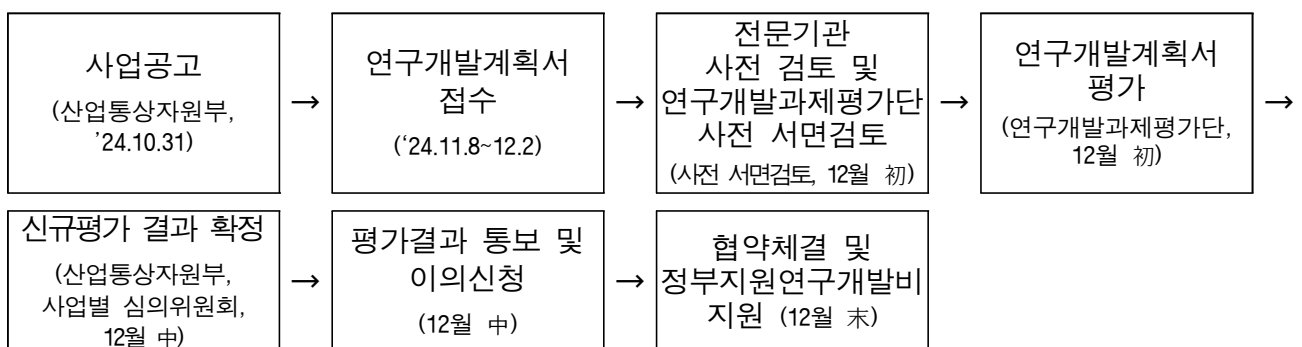 사업공고
(산업통상자원부,
’24.10.31)
→
연구개발계획서
접수
(‘24.11.8~12.2)
→
전문기관
사전 검토 및
연구개발과제평가단
사전 서면검토
(사전 서면검토, 12월 初)
→
연구개발계획서
평가
(연구개발과제평가단,
12월 初)
→
신규평가 결과 확정
(산업통상자원부,
사업별 심의위원회,
12월 中)
→
평가결과 통보 및
이의신청
(12월 中)
→
협약체결 및
정부지원연구개발비
지원 (12월 末)